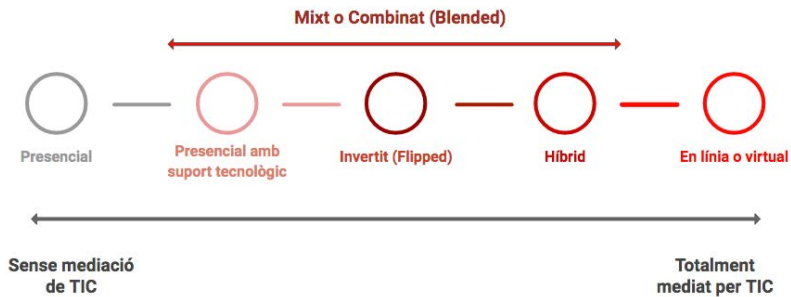 Mixt o Combinat (Blended)
Presencial
Presencial amb
suport tecnològic
Invertit (Flipped)
Híbrid
En línia o virtual
Sense mediació
de TIC
Totalment
mediat per TIC